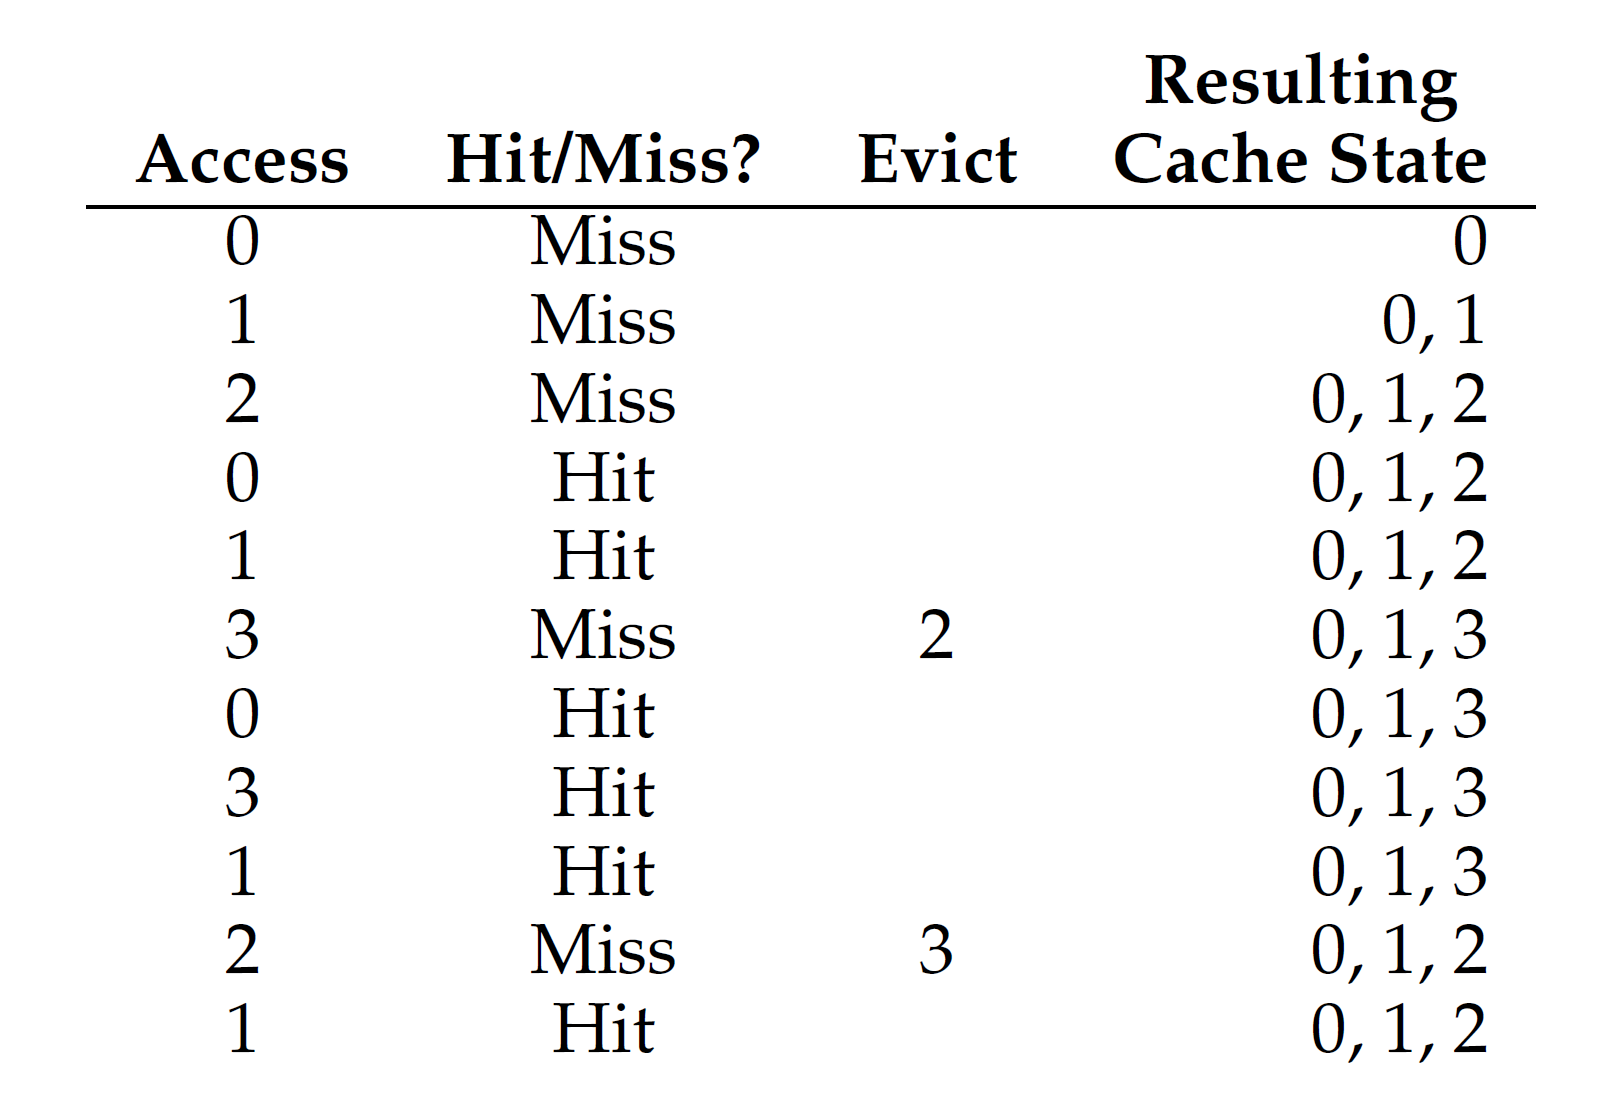 Resulting
Access Hit/Miss? Evict Cache State
0 Miss 0
1 Miss 0, 1
2 Miss 0, 1, 2
0 Hit 0, 1, 2
1 Hit 0, 1, 2
3 Miss 2 0, 1, 3
0 Hit 0, 1, 3
3 Hit 0, 1, 3
1 Hit 0, 1, 3
2 Miss 3 0, 1, 2
1 Hit 0, 1, 2